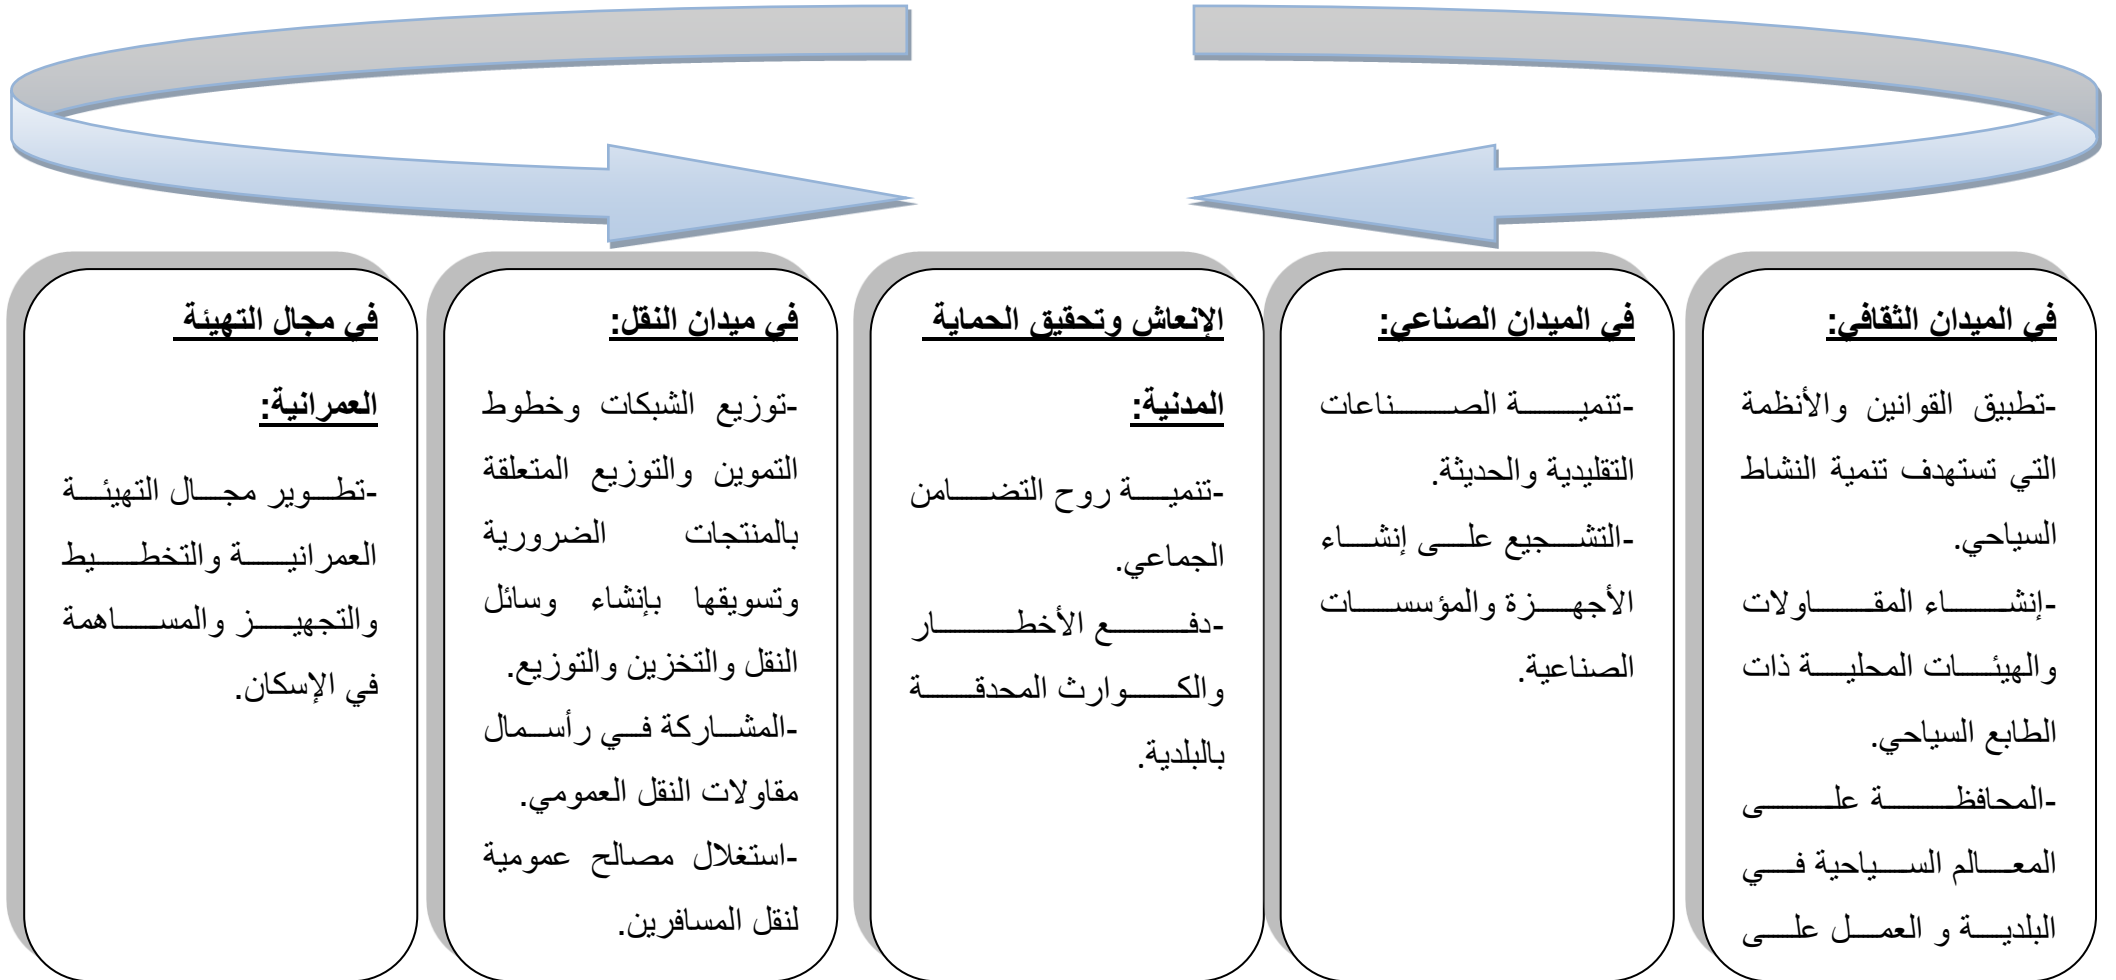 في الميدان الثقافي:
-تطبيق القوانين والأنظمة
التي تستهدف تنمية النشاط
السياحي.
-إنشاء المقاولات
والهيئات المحلية ذات
الطابع السياحي.
-المحافظة على
المعالم السياحية في
البلدية و العمل على
في الميدان الصناعي:
-تنمية الصناعات
التقليدية والحديثة.
-التشجيع على إنشاء
الأجهزة والمؤسسات
الصناعية.
الإنعاش وتحقيق الحماية
المدنية:
-تنمية روح التضامن
الجماعي.
-دفع الأخطار
والكوارث المحدقة
بالبلدية.
في ميدان النقل:
-توزيع الشبكات وخطوط
التموين والتوزيع المتعلقة
بالمنتجات الضرورية
وتسويقها بإنشاء وسائل
النقل والتخزين والتوزيع.
-المشاركة في رأسمال
مقاولات النقل العمومي.
-استغلال مصالح عمومية
لنقل المسافرين.
في مجال التهيئة
العمرانية:
-تطوير مجال التهيئة
العمرانية والتخطيط
والتجهيز والمساهمة
في الإسكان.